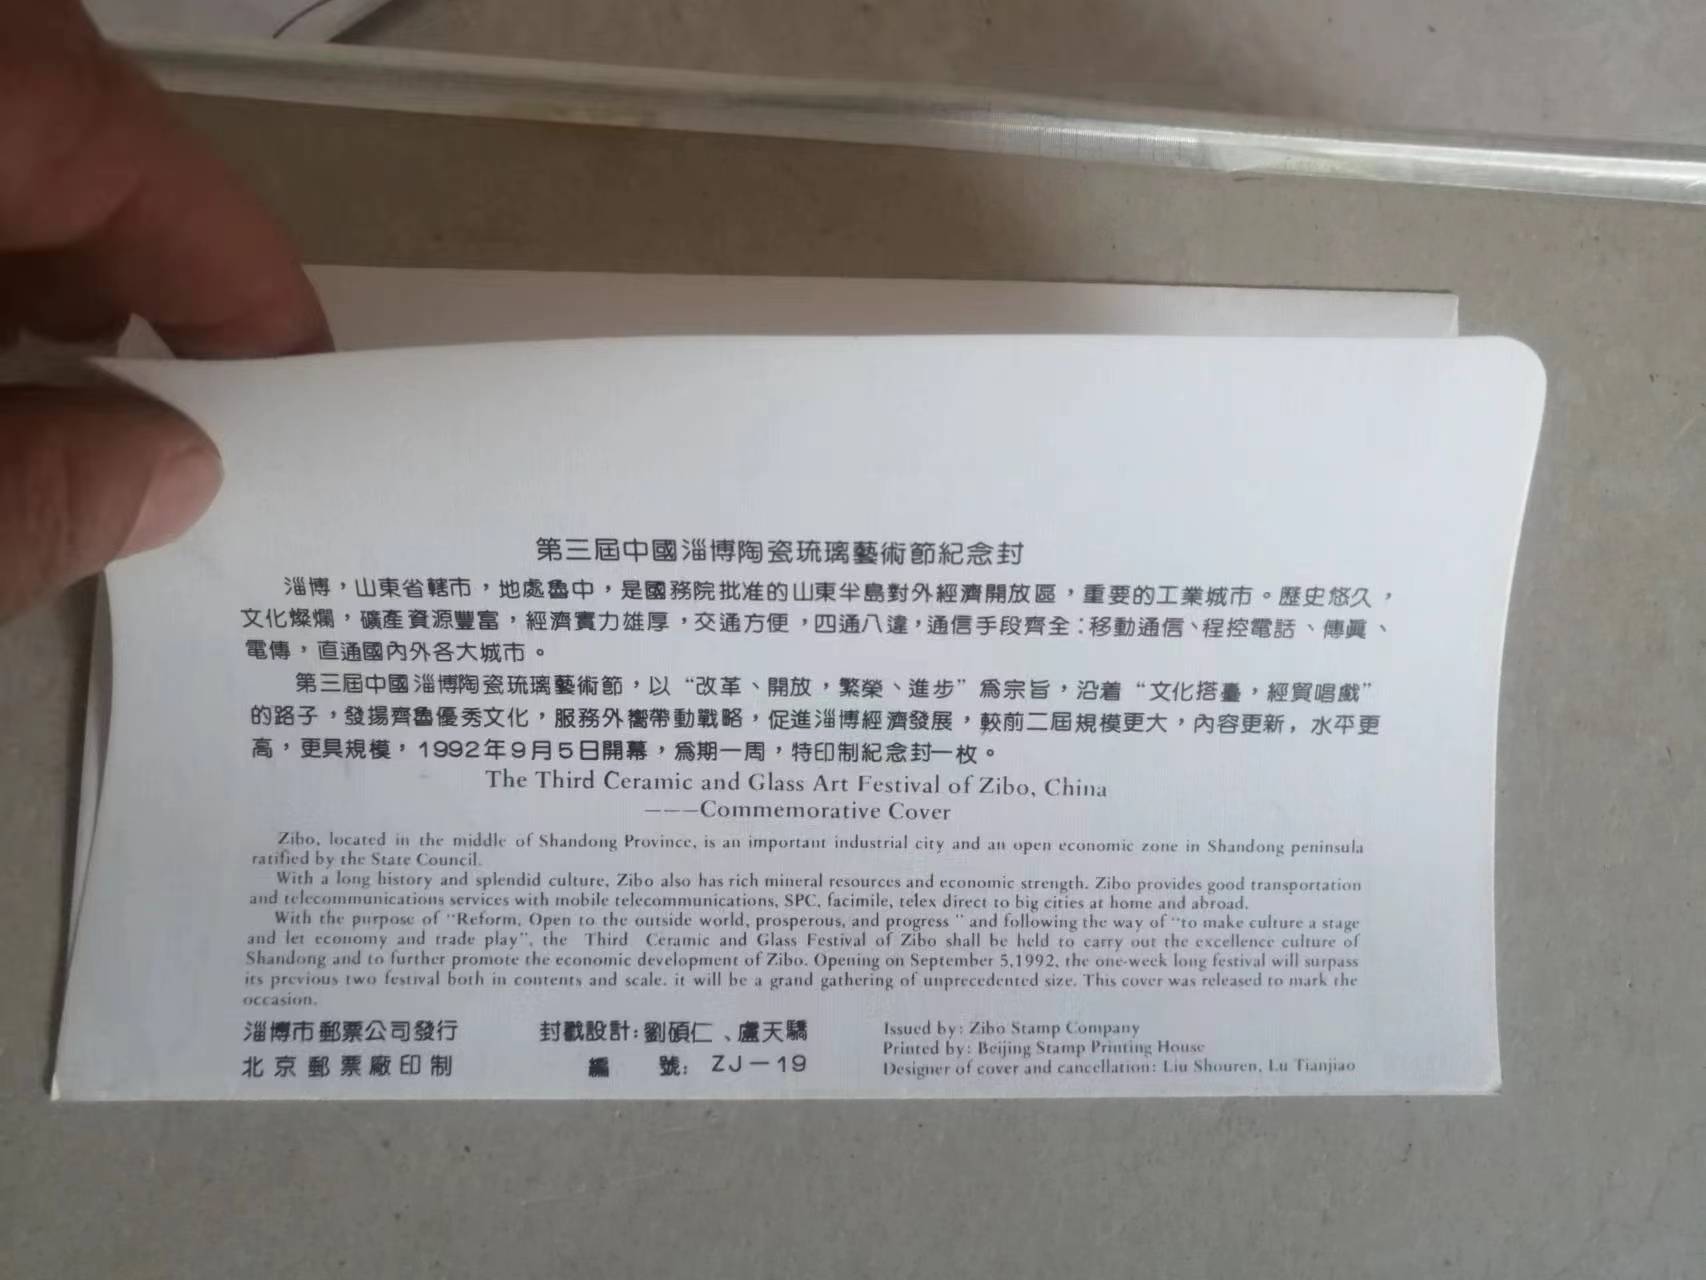 第三屆中國淄博陶瓷琉璃藝術節紀念封
淄博，山東省轄市，地處魯中，是國務院批准的山東半島對外經濟開放區，重要的工業城市。歷史悠久，
文化燦爛，礦產資源豐富，經濟實力雄厚，交通方便，四通八達，通信手段齊全：移動通信、程控電話、傳眞、
電傳，直通國內外各大城市。
第三屆中國淄博陶瓷琉璃藝術節，以“改革、開放，繁榮、進步”爲宗旨，沿着“文化搭臺，經貿唱戲”
的路子，發揚齊魯優秀文化，服務外嚮帶動戰略，促進淄博經濟發展，較前二屆規模更大，內容更新，水平更
高，更具規模，1992年9月5日開幕，爲期一周，特印制紀念封一枚。
The Third Ceramic and Glass Art Festival of Zibo, China
———Commemorative Cover
Zibo, located in the middle of Shandong Province, is an important industrial city and an open economic zone in Shandong peninsula
ratified by the State Council.
With a long history and splendid culture, Zibo also has rich mineral resources and economic strength. Zibo provides good transportation
and telecommunications services with mobile telecommunications, SPC, facimile, telex direct to big cities at home and abroad.
With the purpose of "Reform, Open to the outside world, prosperous, and progress" and following the way of "to make culture a stage
and let economy and trade play", the Third Ceramic and Glass Festival of Zibo shall be held to carry out the excellence culture of
Shandong and to further promote the economic development of Zibo. Opening on September 5,1992, the one-week long festival will surpass
its previous two festival both in contents and scale. it will be a grand gathering of unprecedented size. This cover was released to mark the
occasion.
淄博市郵票公司發行 封戳設計：劉碩仁、盧天驕 Issued by: Zibo Stamp Company
Printed by: Beijing Stamp Printing House
北京郵票廠印制 編 號：ZJ－19 Designer of cover and cancellation: Liu Shouren, Lu Tianjiao